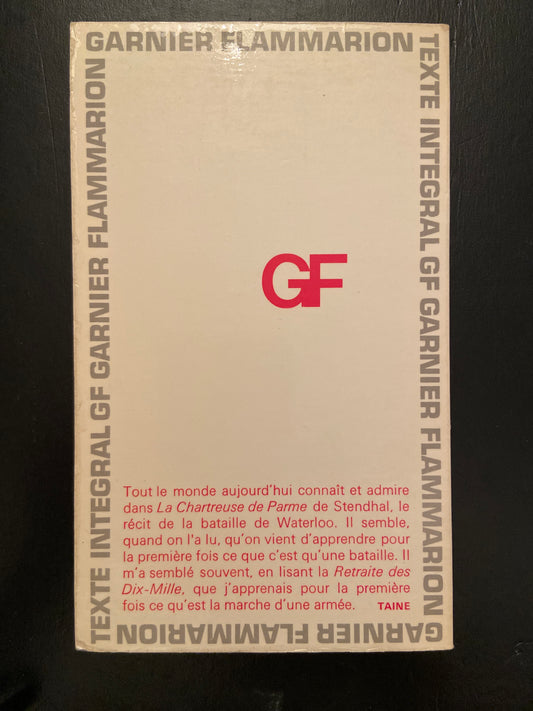 GARNIER FLAMMARION
TEXTE INTEGRAL GF GARNIER FLAMMARION
TEXTE INTEGRAL GF GARNIER FLAMMARION
GF
Tout le monde aujourd'hui connaît et admire
dans La Chartreuse de Parme de Stendhal, le
récit de la bataille de Waterloo. Il semble,
quand on l'a lu, qu'on vient d'apprendre pour
la première fois ce que c'est qu'une bataille. Il
m'a semblé souvent, en lisant la Retraite des
Dix-Mille, que j'apprenais pour la première
fois ce qu'est la marche d'une armée. TAINE
GARNIER FLAMMARION